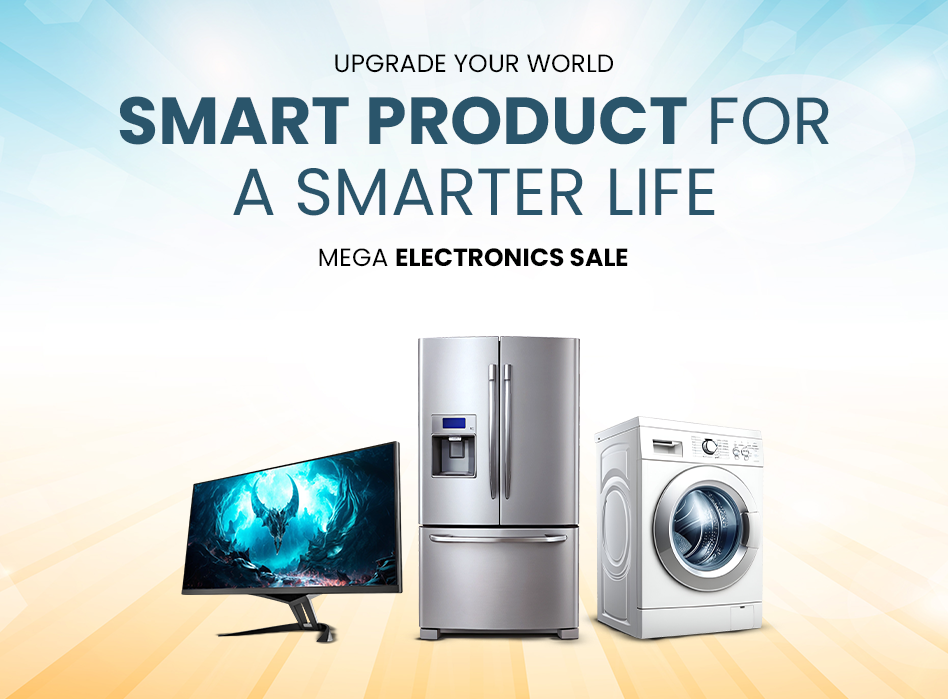 UPGRADE YOUR WORLD
SMART PRODUCT FOR
A SMARTER LIFE
MEGA ELECTRONICS SALE